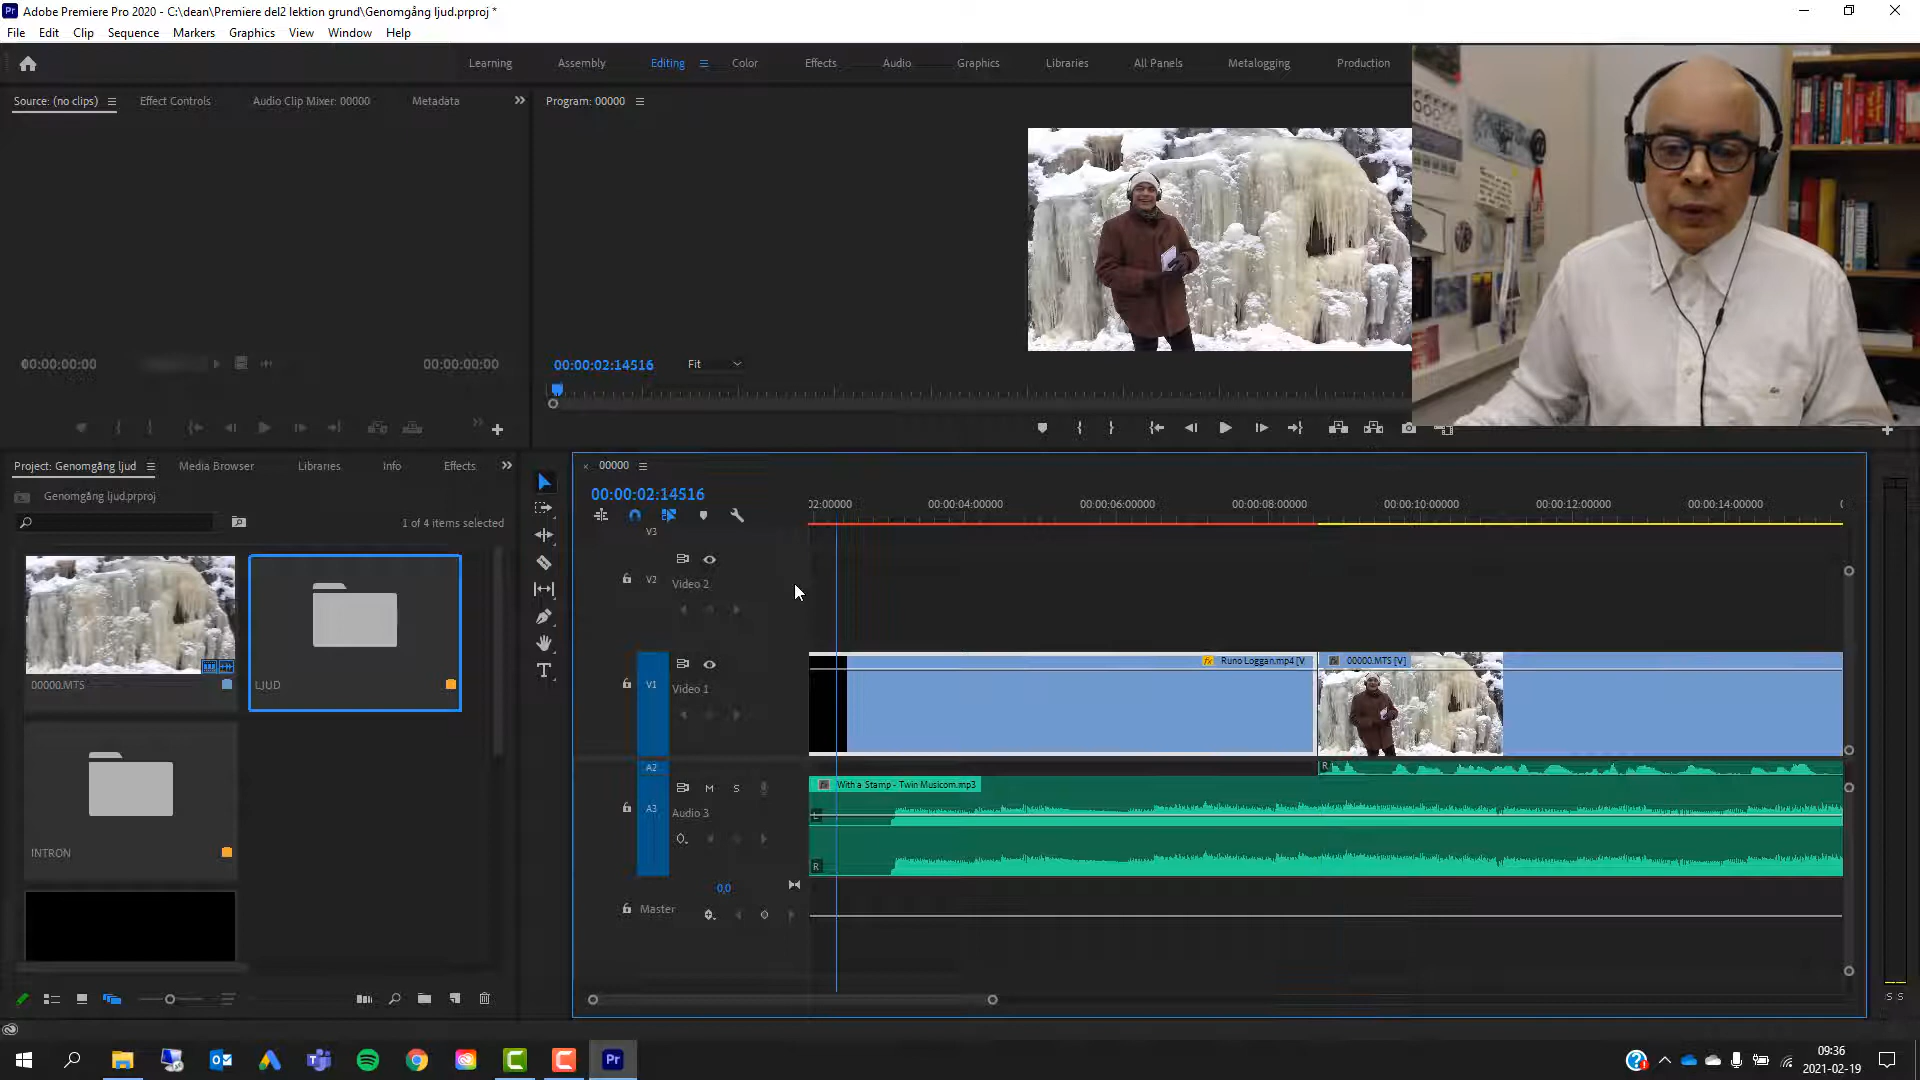 Adobe Premiere Pro 2020 - C:\dean\Premiere del2 lektion grund\Genomgång ljud.prproj *
File Edit Clip Sequence Markers Graphics View Window Help
Learning Assembly Editing Color Effects Audio Graphics Libraries All Panels Metalogging Production
Source: (no clips) Effect Controls Audio Clip Mixer: 00000 Metadata
Program: 00000
00:00:00:00 00:00:00:00
00:00:02:14516 Fit
Project: Genomgång ljud Media Browser Libraries Info Effects
Genomgång ljud.prproj
1 of 4 items selected
00000.MTS
LJUD
INTRON
00000
00:00:02:14516
02:00000 00:00:04:00000 00:00:06:00000 00:00:08:00000 00:00:10:00000 00:00:12:00000 00:00:14:00000
V3
V2 Video 2
V1 Video 1
fx Runo Loggan.mp4 [V
fx 00000.MTS [V]
A2
R
M S
A3 Audio 3
fx With a Stamp - Twin Musicom.mp3
L
R
0,0
Master
S S
Pr
09:36
2021-02-19